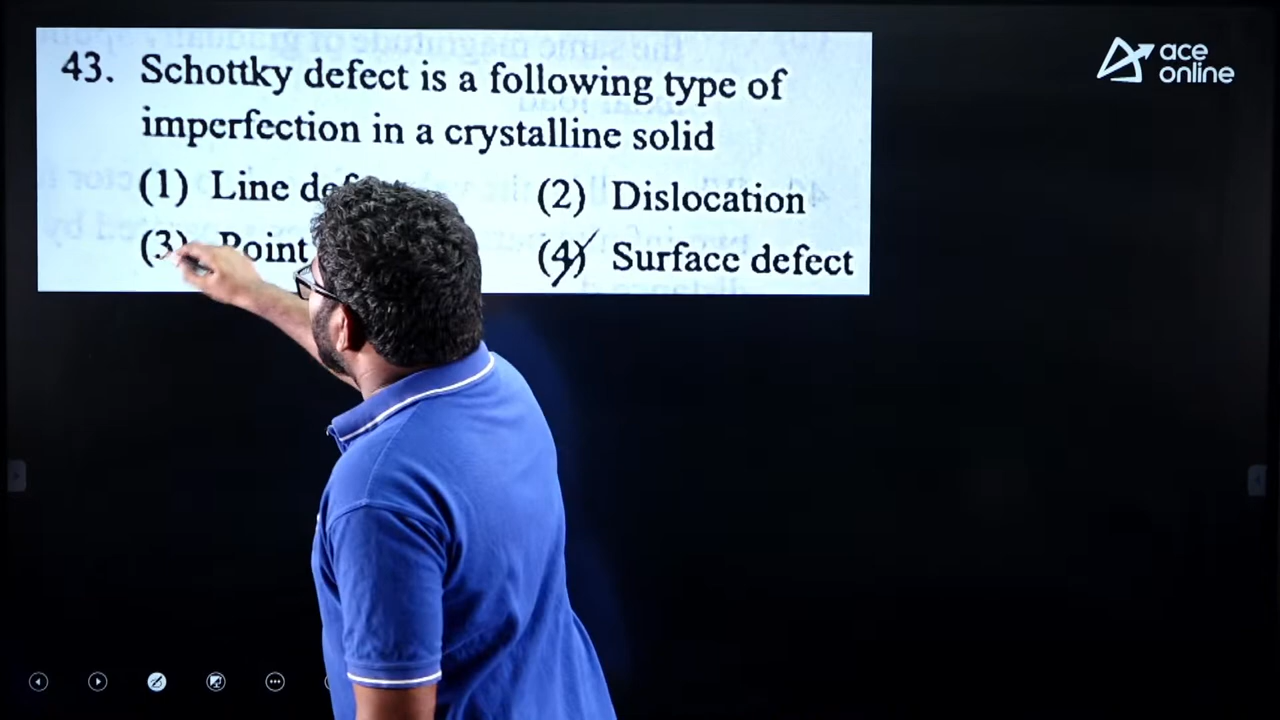 ace
online
43. Schottky defect is a following type of
imperfection in a crystalline solid
(1) Line
(2) Dislocation
(3) Point
(4) Surface defect